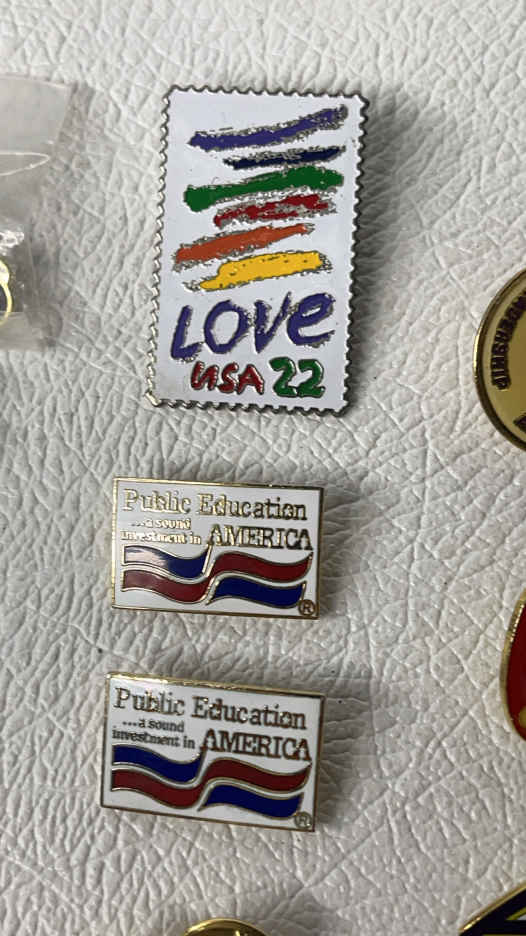 LOVE
USA 22
Public Education
...a sound
investment in AMERICA
®
Public Education
...a sound
investment in AMERICA
®